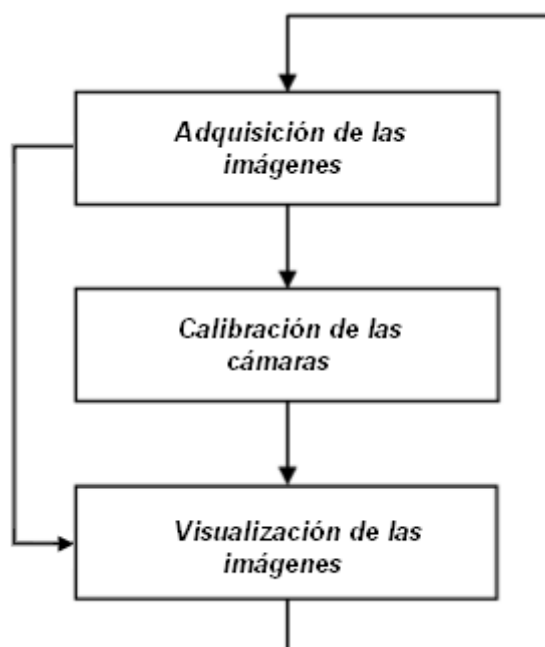 Adquisición de las
imágenes
Calibración de las
cámaras
Visualización de las
imágenes